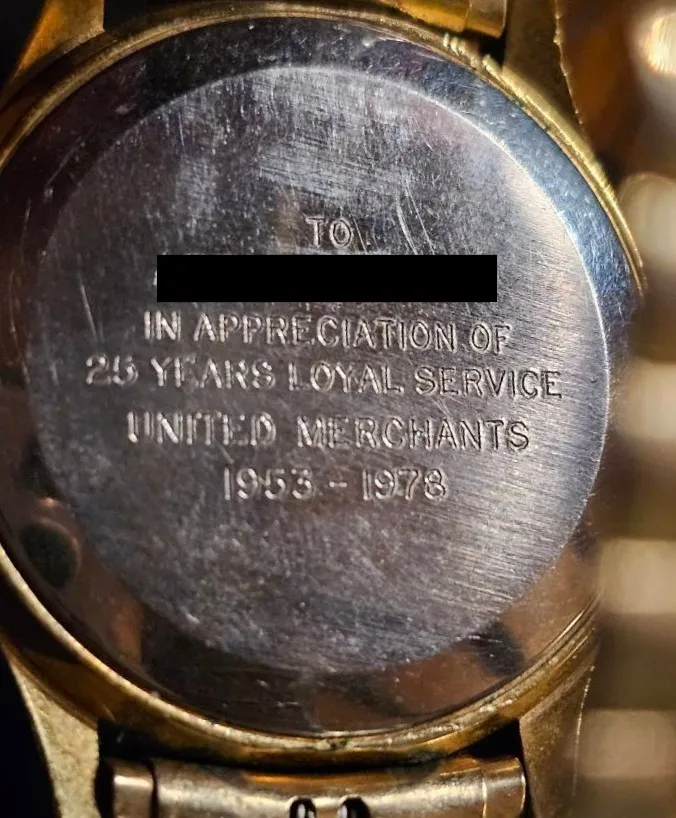 TO
IN APPRECIATION OF
25 YEARS LOYAL SERVICE
UNITED MERCHANTS
1953 - 1978